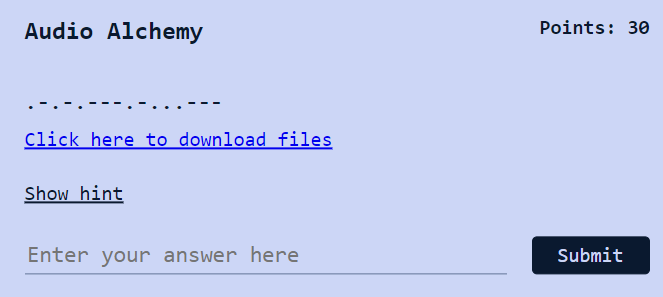 Audio Alchemy
Points: 30
.-.-.---.-...---
Click here to download files
Show hint
Enter your answer here
Submit